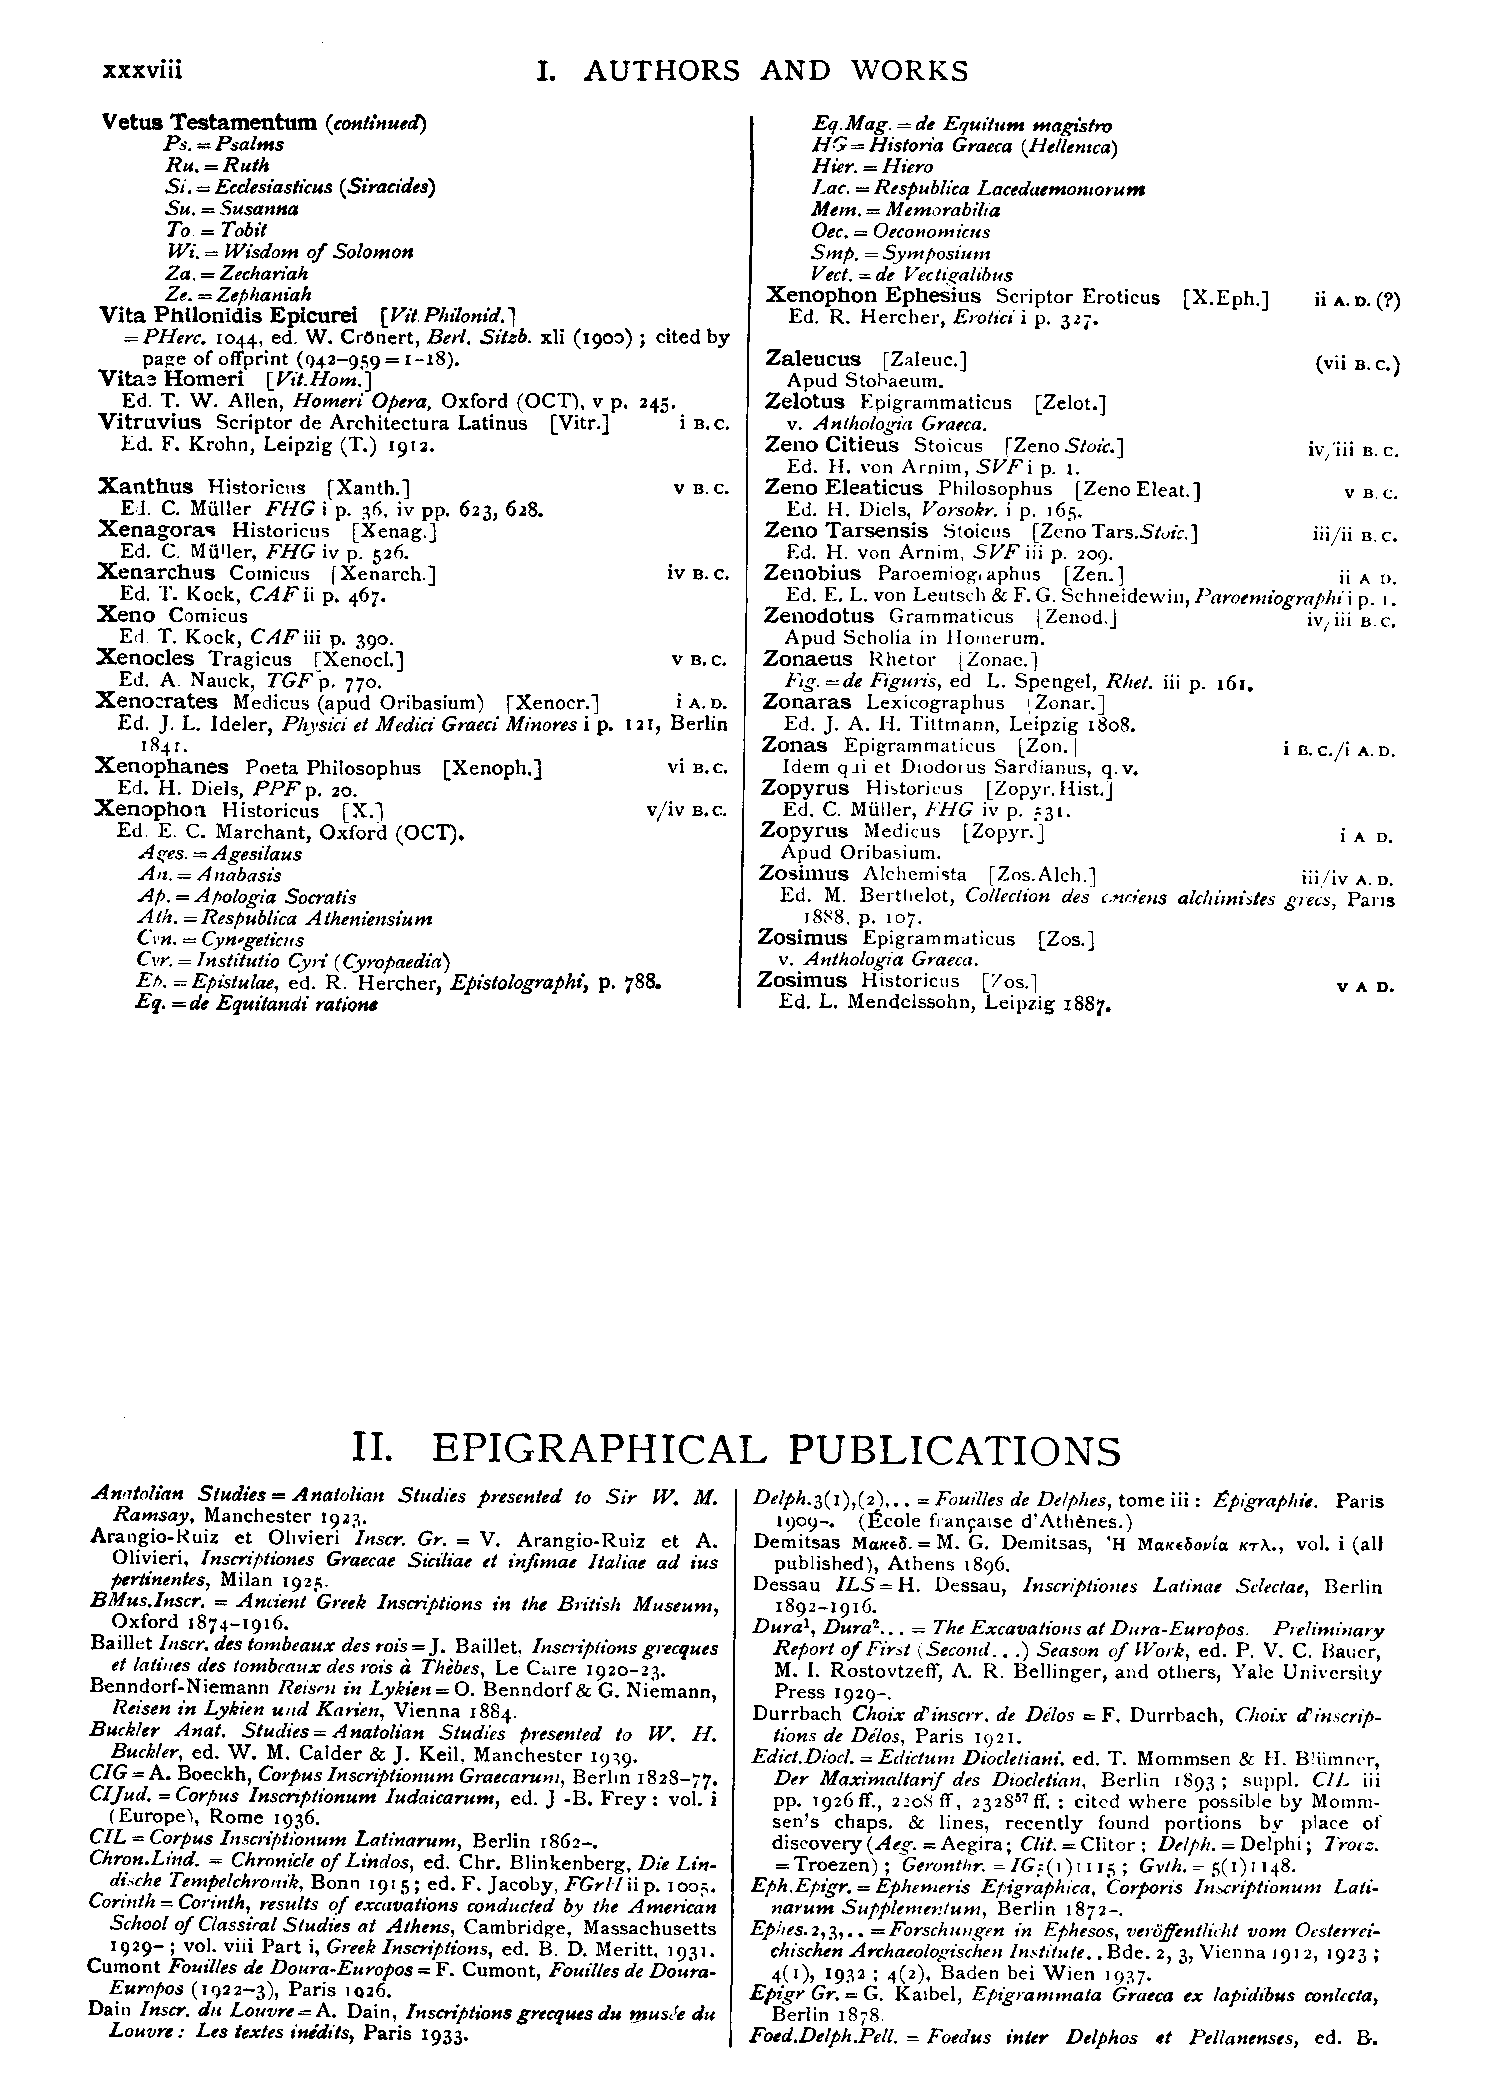 xxxviii
I. AUTHORS AND WORKS
Vetus Testamentum (continued)
Ps. = Psalms
Ru. = Ruth
Si. = Ecclesiasticus (Siracides)
Su. = Susanna
To. = Tobit
Wi. = Wisdom of Solomon
Za. = Zechariah
Ze. = Zephaniah
Vita Philonidis Epicurei [Vit.Philonid.]
= PHerc. 1044, ed. W. Crönert, Berl. Sitzb. xli (1900) ; cited by
page of offprint (942–959 = 1–18).
Vitae Homeri [Vit.Hom.]
Ed. T. W. Allen, Homeri Opera, Oxford (OCT), v p. 245.
Vitruvius Scriptor de Architectura Latinus [Vitr.] i B.C.
Ed. F. Krohn, Leipzig (T.) 1912.
Xanthus Historicus [Xanth.] v B.C.
Ed. C. Müller FHG i p. 36, iv pp. 623, 628.
Xenagoras Historicus [Xenag.]
Ed. C. Müller, FHG iv p. 526.
Xenarchus Comicus [Xenarch.] iv B.C.
Ed. T. Kock, CAF ii p. 467.
Xeno Comicus
Ed. T. Kock, CAF iii p. 390.
Xenocles Tragicus [Xenocl.] v B.C.
Ed. A. Nauck, TGF p. 770.
Xenocrates Medicus (apud Oribasium) [Xenocr.] i A.D.
Ed. J. L. Ideler, Physici et Medici Graeci Minores i p. 121, Berlin
1841.
Xenophanes Poeta Philosophus [Xenoph.] vi B.C.
Ed. H. Diels, PPF p. 20.
Xenophon Historicus [X.] v/iv B.C.
Ed. E. C. Marchant, Oxford (OCT).
Ages. = Agesilaus
An. = Anabasis
Ap. = Apologia Socratis
Ath. = Respublica Atheniensium
Cyn. = Cynegeticus
Cyr. = Institutio Cyri (Cyropaedia)
Ep. = Epistulae, ed. R. Hercher, Epistolographi, p. 788.
Eq. = de Equitandi ratione
Eq.Mag. = de Equitum magistro
HG = Historia Graeca (Hellenica)
Hier. = Hiero
Lac. = Respublica Lacedaemoniorum
Mem. = Memorabilia
Oec. = Oeconomicus
Smp. = Symposium
Vect. = de Vectigalibus
Xenophon Ephesius Scriptor Eroticus [X.Eph.] ii A.D. (?)
Ed. R. Hercher, Erotici i p. 327.
Zaleucus [Zaleuc.] (vii B.C.)
Apud Stobaeum.
Zelotus Epigrammaticus [Zelot.]
v. Anthologia Graeca.
Zeno Citieus Stoicus [Zeno Stoic.] iv/iii B.C.
Ed. H. von Arnim, SVF i p. 1.
Zeno Eleaticus Philosophus [Zeno Eleat.] v B.C.
Ed. H. Diels, Vorsokr. i p. 165.
Zeno Tarsensis Stoicus [Zeno Tars.Stoic.] iii/ii B.C.
Ed. H. von Arnim, SVF iii p. 209.
Zenobius Paroemiographus [Zen.] ii A.D.
Ed. E. L. von Leutsch & F. G. Schneidewin, Paroemiographi i p. 1.
Zenodotus Grammaticus [Zenod.] iv/iii B.C.
Apud Scholia in Homerum.
Zonaeus Rhetor [Zonae.]
Fig. = de Figuris, ed. L. Spengel, Rhet. iii p. 161.
Zonaras Lexicographus [Zonar.]
Ed. J. A. H. Tittmann, Leipzig 1808.
Zonas Epigrammaticus [Zon.] i B.C./i A.D.
Idem qui et Diodorus Sardianus, q.v.
Zopyrus Historicus [Zopyr.Hist.]
Ed. C. Müller, FHG iv p. 531.
Zopyrus Medicus [Zopyr.] i A.D.
Apud Oribasium.
Zosimus Alchemista [Zos.Alch.] iii/iv A.D.
Ed. M. Berthelot, Collection des anciens alchimistes grecs, Paris
1888, p. 107.
Zosimus Epigrammaticus [Zos.]
v. Anthologia Graeca.
Zosimus Historicus [Zos.] v A.D.
Ed. L. Mendelssohn, Leipzig 1887.
II. EPIGRAPHICAL PUBLICATIONS
Anatolian Studies = Anatolian Studies presented to Sir W. M.
Ramsay, Manchester 1923.
Arangio-Ruiz et Olivieri Inscr. Gr. = V. Arangio-Ruiz et A.
Olivieri, Inscriptiones Graecae Siciliae et infimae Italiae ad ius
pertinentes, Milan 1925.
BMus.Inscr. = Ancient Greek Inscriptions in the British Museum,
Oxford 1874–1916.
Baillet Inscr. des tombeaux des rois = J. Baillet, Inscriptions grecques
et latines des tombeaux des rois à Thèbes, Le Caire 1920–23.
Benndorf-Niemann Reisen in Lykien = O. Benndorf & G. Niemann,
Reisen in Lykien und Karien, Vienna 1884.
Buckler Anat. Studies = Anatolian Studies presented to W. H.
Buckler, ed. W. M. Calder & J. Keil, Manchester 1939.
CIG = A. Boeckh, Corpus Inscriptionum Graecarum, Berlin 1828–77.
CIJud. = Corpus Inscriptionum Iudaicarum, ed. J.-B. Frey : vol. i
(Europe), Rome 1936.
CIL = Corpus Inscriptionum Latinarum, Berlin 1862–.
Chron.Lind. = Chronicle of Lindos, ed. Chr. Blinkenberg, Die Lin-
dische Tempelchronik, Bonn 1915 ; ed. F. Jacoby, FGrH ii p. 1005.
Corinth = Corinth, results of excavations conducted by the American
School of Classical Studies at Athens, Cambridge, Massachusetts
1929– ; vol. viii Part i, Greek Inscriptions, ed. B. D. Meritt, 1931.
Cumont Fouilles de Doura-Europos = F. Cumont, Fouilles de Doura-
Europos (1922–3), Paris 1926.
Dain Inscr. du Louvre = A. Dain, Inscriptions grecques du musée du
Louvre : Les textes inédits, Paris 1933.
Delph.3(1),(2),.. = Fouilles de Delphes, tome iii : Épigraphie. Paris
1909–. (École française d'Athènes.)
Demitsas Μακεδ. = M. G. Demitsas, Ἡ Μακεδονία κτλ., vol. i (all
published), Athens 1896.
Dessau ILS = H. Dessau, Inscriptiones Latinae Selectae, Berlin
1892–1916.
Dura¹, Dura²... = The Excavations at Dura-Europos. Preliminary
Report of First (Second...) Season of Work, ed. P. V. C. Bauer,
M. I. Rostovtzeff, A. R. Bellinger, and others, Yale University
Press 1929–.
Durrbach Choix d'inscrr. de Délos = F. Durrbach, Choix d'inscrip-
tions de Délos, Paris 1921.
Edict.Diocl. = Edictum Diocletiani, ed. T. Mommsen & H. Blümner,
Der Maximaltarif des Diocletian, Berlin 1893 ; suppl. CIL iii
pp. 1926 ff., 2208 ff., 2328⁵⁷ ff. : cited where possible by Momm-
sen's chaps. & lines, recently found portions by place of
discovery (Aeg. = Aegira ; Clit. = Clitor ; Delph. = Delphi ; Troez.
= Troezen) ; Geronthr. = IG5(1)1115 ; Gyth. = 5(1)1148.
Eph.Epigr. = Ephemeris Epigraphica, Corporis Inscriptionum Lati-
narum Supplementum, Berlin 1872–.
Ephes.2,3,.. = Forschungen in Ephesos, veröffentlicht vom Oesterrei-
chischen Archaeologischen Institute.. Bde. 2, 3, Vienna 1912, 1923 ;
4(1), 1932 ; 4(2), Baden bei Wien 1937.
Epigr Gr. = G. Kaibel, Epigrammata Graeca ex lapidibus conlecta,
Berlin 1878.
Foed.Delph.Pell. = Foedus inter Delphos et Pellanenses, ed. B.